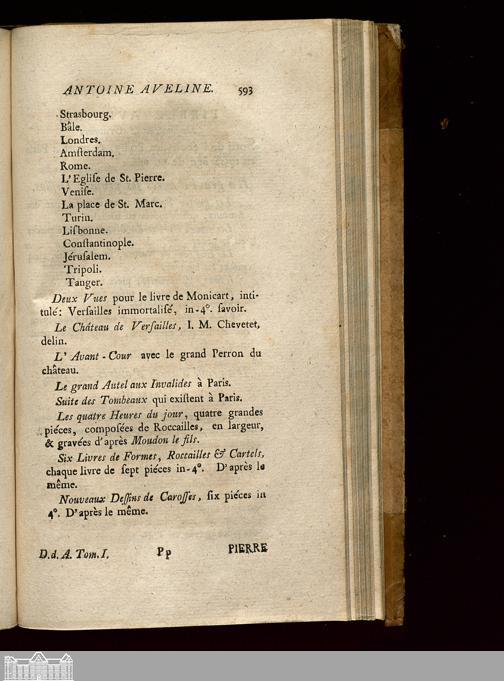 ANTOINE AVELINE. 593
Straſbourg.
Bâle.
Londres.
Amſterdam.
Rome.
L'Egliſe de St. Pierre.
Veniſe.
La place de St. Marc.
Turin.
Liſbonne.
Conſtantinople.
Jéruſalem.
Tripoli.
Tanger.
Deux Vues pour le livre de Monicart, inti-
tulé: Verſailles immortaliſé, in-4°. ſavoir.
Le Château de Verſailles, I. M. Chevetet,
delin.
L'Avant-Cour avec le grand Perron du
château.
Le grand Autel aux Invalides à Paris.
Suite des Tombeaux qui exiſtent à Paris.
Les quatre Heures du jour, quatre grandes
piéces, compoſées de Roccailles, en largeur,
& gravées d'après Moudon le fils.
Six Livres de Formes, Roccailles & Cartels,
chaque livre de ſept piéces in-4°. D'après le
même.
Nouveaux Deſſins de Caroſſes, ſix piéces in
4°. D'après le même.
D. d. A. Tom. I. Pp PIERRE